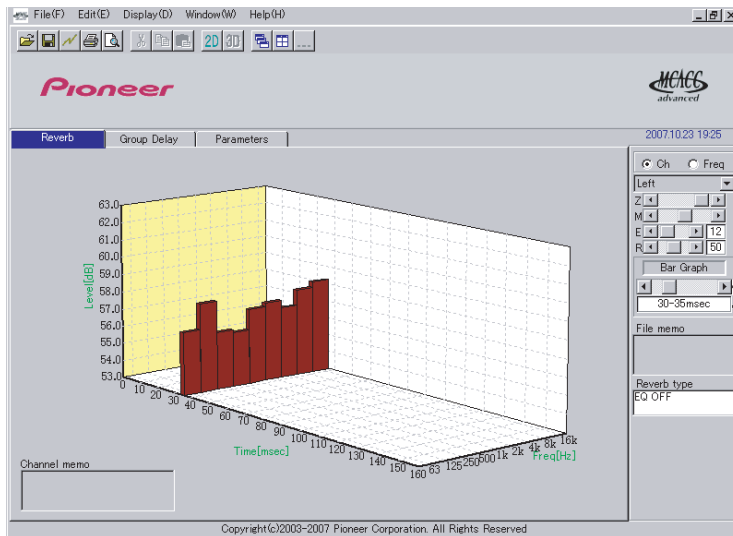 File(F) Edit(E) Display(D) Window(W) Help(H)
2D 3D
Pioneer
MCACC
advanced
Reverb Group Delay Parameters
2007.10.23 19:25
Ch Freq
Left
Z
M
E 12
R 50
Bar Graph
30-35msec
File memo
Reverb type
EQ OFF
Level[dB]
63.0
62.0
61.0
60.0
59.0
58.0
57.0
56.0
55.0
54.0
53.0
0 10 20 30 40 50 60 70 80 90 100 110 120 130 140 150 160
Time[msec]
63 125 250 500 1k 2k 4k 8k 16k
Freq[Hz]
Channel memo
Copyright(c)2003-2007 Pioneer Corporation. All Rights Reserved